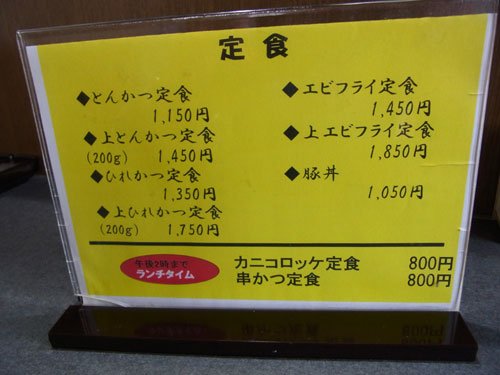 定食
◆とんかつ定食
1,150円
◆上とんかつ定食
(200g) 1,450円
◆ひれかつ定食
1,350円
◆上ひれかつ定食
(200g) 1,750円
◆エビフライ定食
1,450円
◆上エビフライ定食
1,850円
◆豚丼
1,050円
午後2時まで
ランチタイム
カニコロッケ定食 800円
串かつ定食 800円